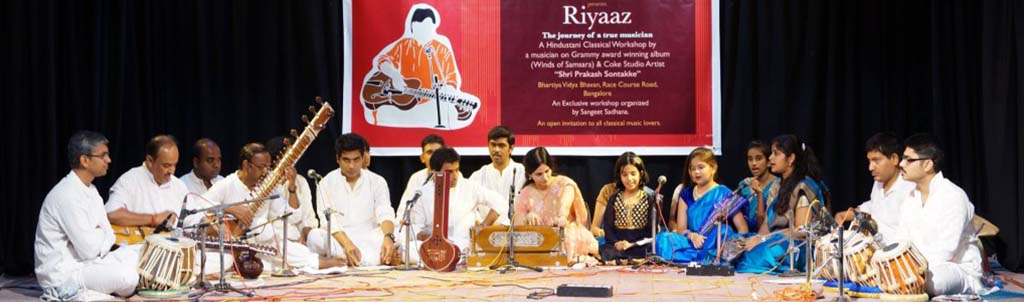 presents
Riyaaz
The journey of a true musician
A Hindustani Classical Workshop by
a musician on Grammy award winning album
(Winds of Samsara) & Coke Studio Artist
"Shri Prakash Sontakke"
Bhartiya Vidya Bhavan, Race Course Road,
Bangalore
An Exclusive workshop organized
by Sangeet Sadhana.
An open invitation to all classical music lovers.